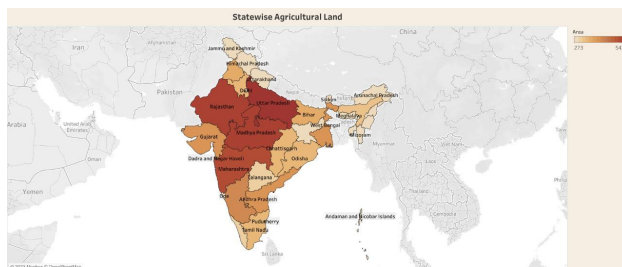 Statewise Agricultural Land
Area
273
China
Iran
Afghanistan
Jammu and Kashmir
Himachal Pradesh
Uttarakhand
Pakistan
Delhi
Nepal
Sikkim
Arunachal Pradesh
Rajasthan
Uttar Pradesh
Bihar
Meghalaya
United Arab
Emirates
Arabia
Gujarat
Madhya Pradesh
West Bengal
Mizoram
Myanmar
Oman
Chhattisgarh
Dadra and Nagar Haveli
Odisha
Maharashtra
Telangana
Laos
Yemen
Thailand
Goa
Andhra Pradesh
Andaman and Nicobar Islands
Cambodia
Puducherry
Tamil Nadu
Sri Lanka